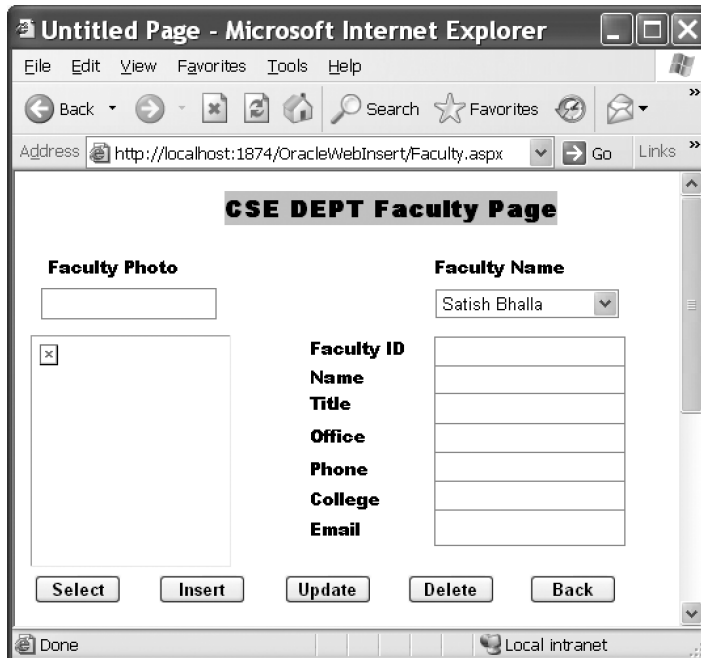 Untitled Page - Microsoft Internet Explorer
File Edit View Favorites Tools Help
Back Search Favorites »
Address http://localhost:1874/OracleWebInsert/Faculty.aspx Go Links »
CSE DEPT Faculty Page
Faculty Photo Faculty Name
Satish Bhalla
Faculty ID
Name
Title
Office
Phone
College
Email
Select Insert Update Delete Back
Done Local intranet